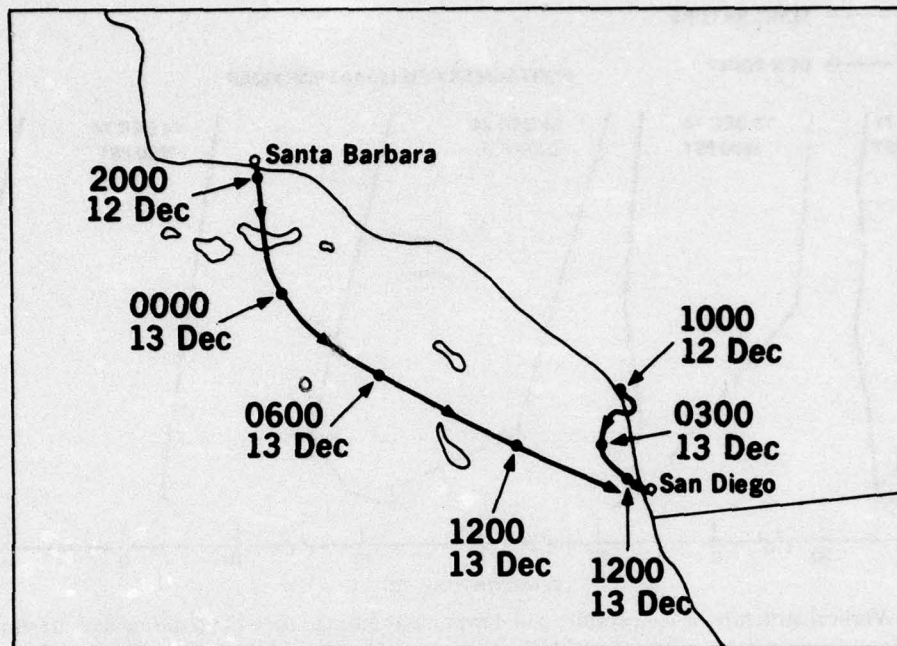 Santa Barbara
2000
12 Dec
0000
13 Dec
1000
12 Dec
0600
13 Dec
0300
13 Dec
San Diego
1200
13 Dec
1200
13 Dec